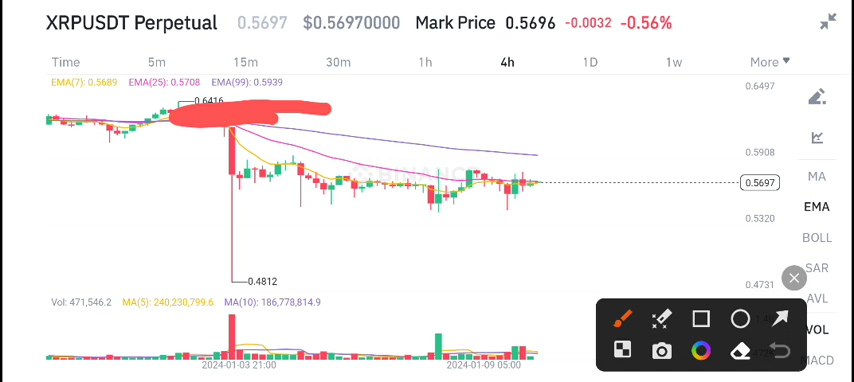 XRPUSDT Perpetual 0.5697 $0.56970000 Mark Price 0.5696 -0.0032 -0.56%
Time 5m 15m 30m 1h 4h 1D 1w More
EMA(7): 0.5689 EMA(25): 0.5708 EMA(99): 0.5939
0.6497
0.6416
0.5908
BINANCE
MA
0.5697
EMA
0.5320
BOLL
SAR
0.4812
0.4731
Vol: 471,546.2 MA(5): 240,230,799.6 MA(10): 186,778,814.9
AVL
VOL
MACD
2024-01-03 21:00 2024-01-09 05:00